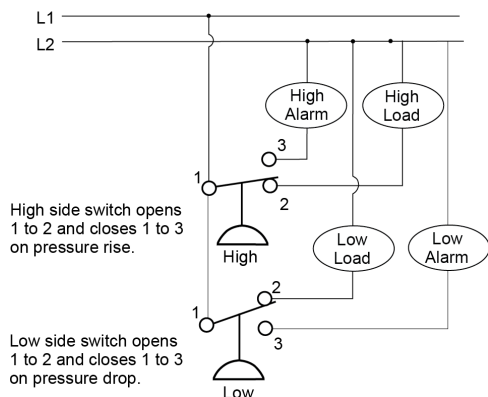 L1
L2
High
Alarm
High
Load
3
1
2
High side switch opens
1 to 2 and closes 1 to 3
on pressure rise.
High
Low
Load
Low
Alarm
2
1
3
Low side switch opens
1 to 2 and closes 1 to 3
on pressure drop.
Low